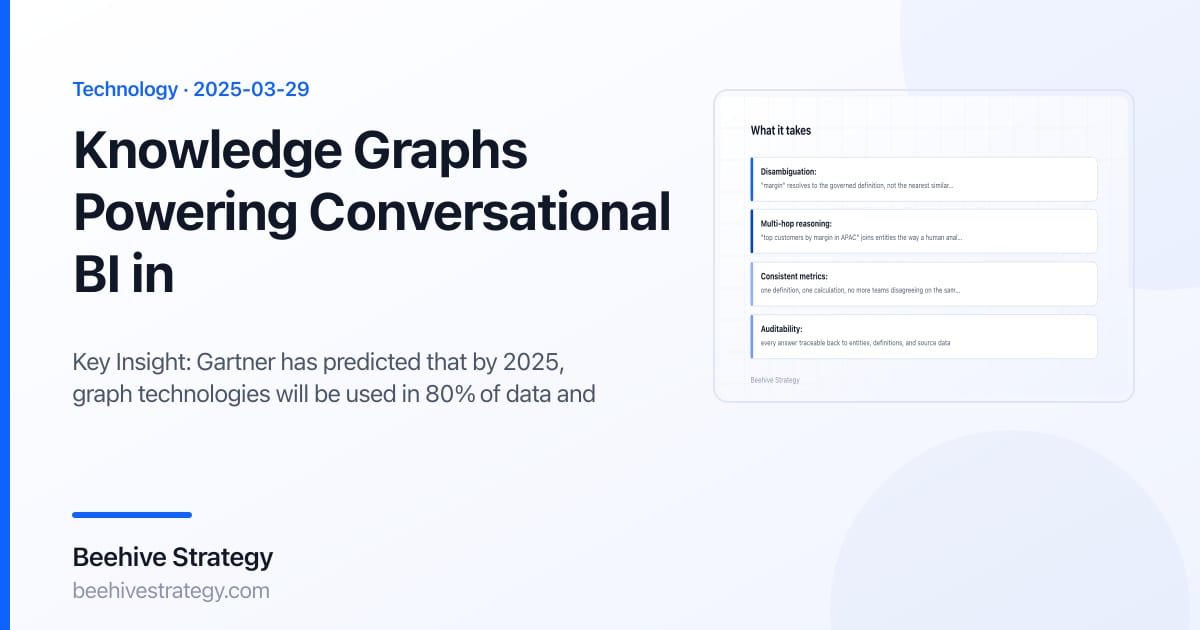 Technology · 2025-03-29
Knowledge Graphs
Powering Conversational
BI in
Key Insight: Gartner has predicted that by 2025,
graph technologies will be used in 80% of data and
Beehive Strategy
beehivestrategy.com
What it takes
Disambiguation:
"margin" resolves to the governed definition, not the nearest similar...
Multi-hop reasoning:
"top customers by margin in APAC" joins entities the way a human anal...
Consistent metrics:
one definition, one calculation, no more teams disagreeing on the sam...
Auditability:
every answer traceable back to entities, definitions, and source data
Beehive Strategy